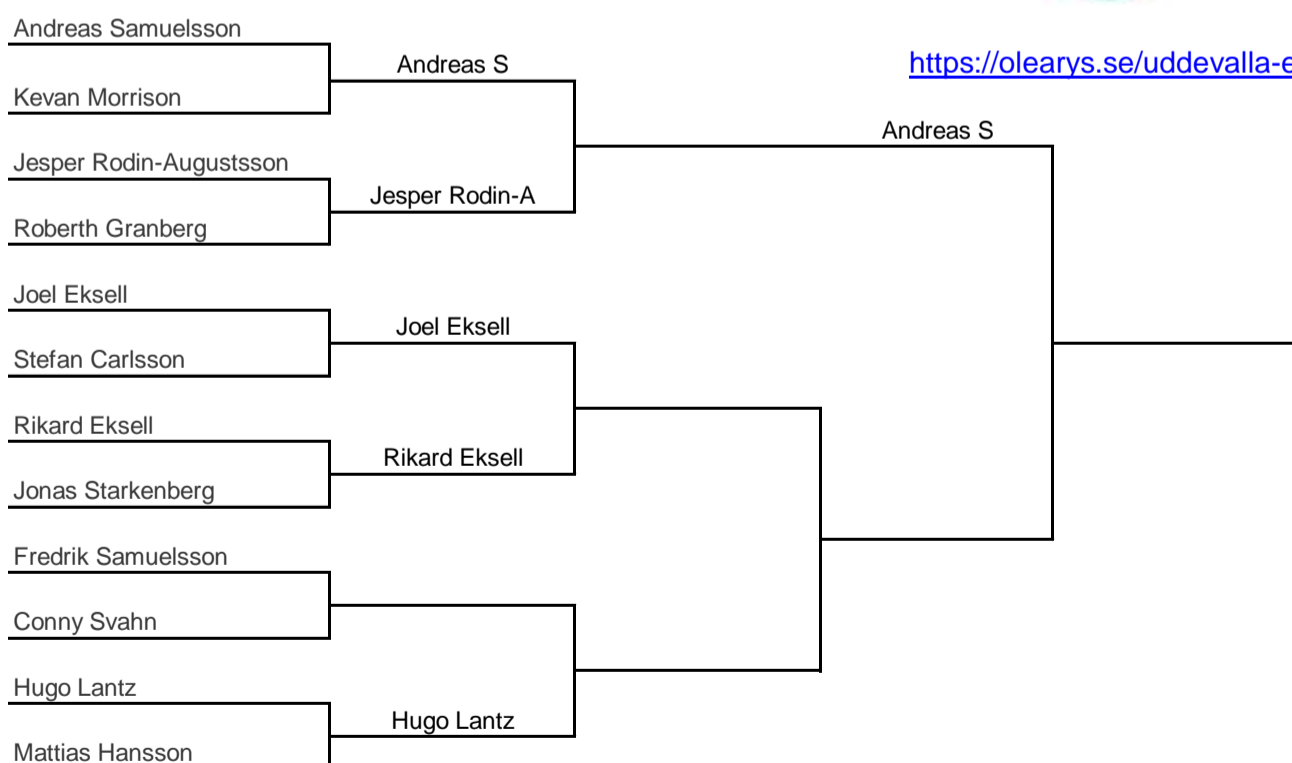 Andreas Samuelsson
Andreas S
https://olearys.se/uddevalla-e
Kevan Morrison
Andreas S
Jesper Rodin-Augustsson
Jesper Rodin-A
Roberth Granberg
Joel Eksell
Joel Eksell
Stefan Carlsson
Rikard Eksell
Rikard Eksell
Jonas Starkenberg
Fredrik Samuelsson
Conny Svahn
Hugo Lantz
Hugo Lantz
Mattias Hansson